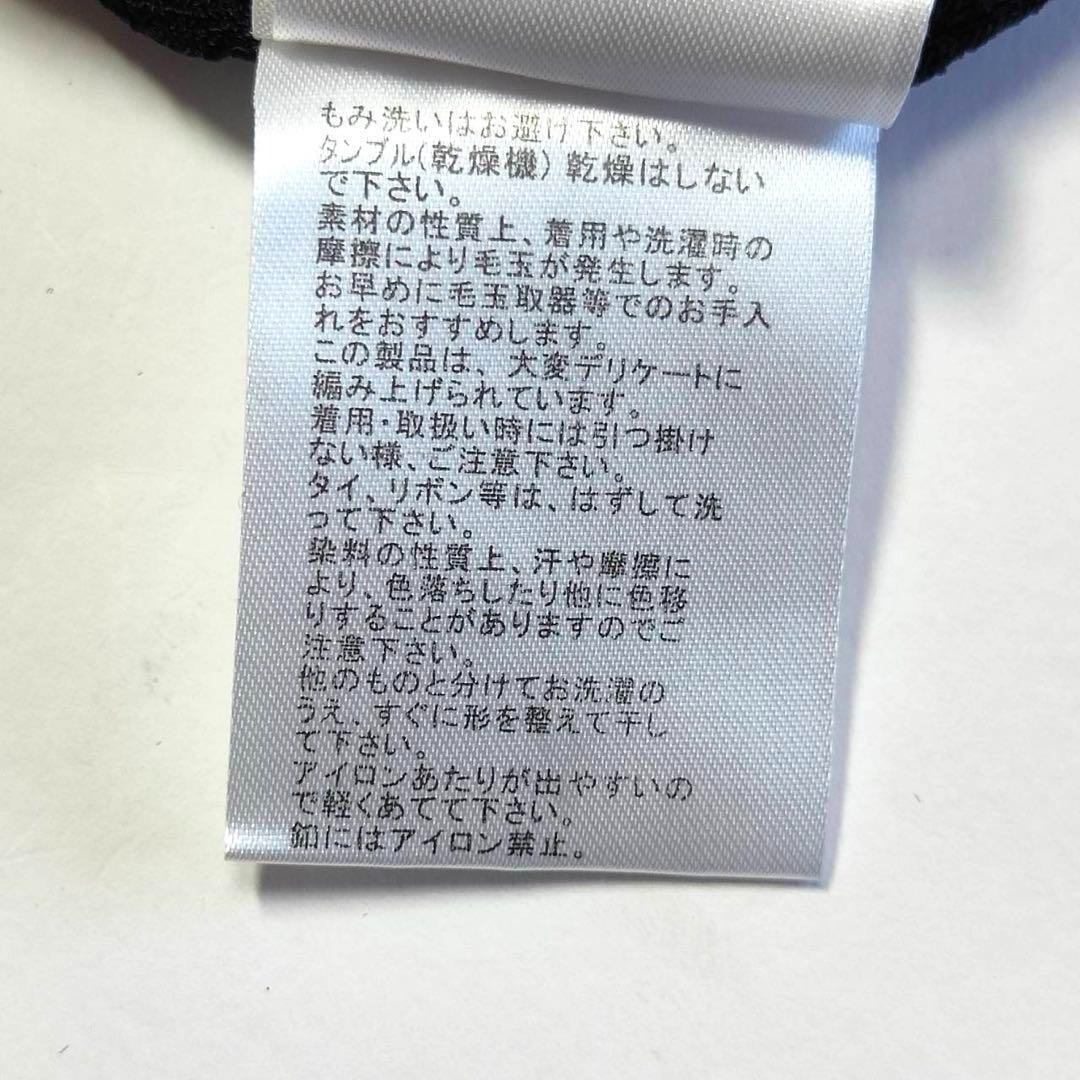 もみ洗いはお避け下さい。
タンブル(乾燥機)乾燥はしない
で下さい。
素材の性質上、着用や洗濯時の
摩擦により毛玉が発生します。
お早めに毛玉取器等でのお手入
れをおすすめします。
この製品は、大変デリケートに
編み上げられています。
着用・取扱い時には引つ掛け
ない様、ご注意下さい。
タイ、リボン等は、はずして洗
って下さい。
染料の性質上、汗や摩擦に
より、色落ちしたり他に色移
りすることがありますのでご
注意下さい。
他のものと分けてお洗濯の
うえ、すぐに形を整えて干し
て下さい。
アイロンあたりが出やすいの
で軽くあてて下さい。
釦にはアイロン禁止。